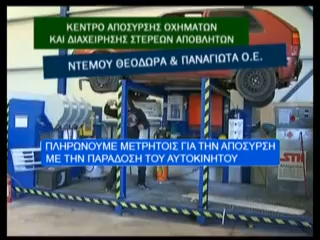 ΚΕΝΤΡΟ ΑΠΟΣΥΡΣΗΣ ΟΧΗΜΑΤΩΝ
ΚΑΙ ΔΙΑΧΕΙΡΗΣΗΣ ΣΤΕΡΕΩΝ ΑΠΟΒΛΗΤΩΝ
ΝΤΕΜΟΥ ΘΕΟΔΩΡΑ & ΠΑΝΑΓΙΩΤΑ Ο.Ε.
ΠΛΗΡΩΝΟΥΜΕ ΜΕΤΡΗΤΟΙΣ ΓΙΑ ΤΗΝ ΑΠΟΣΥΡΣΗ
ΜΕ ΤΗΝ ΠΑΡΑΔΟΣΗ ΤΟΥ ΑΥΤΟΚΙΝΗΤΟΥ